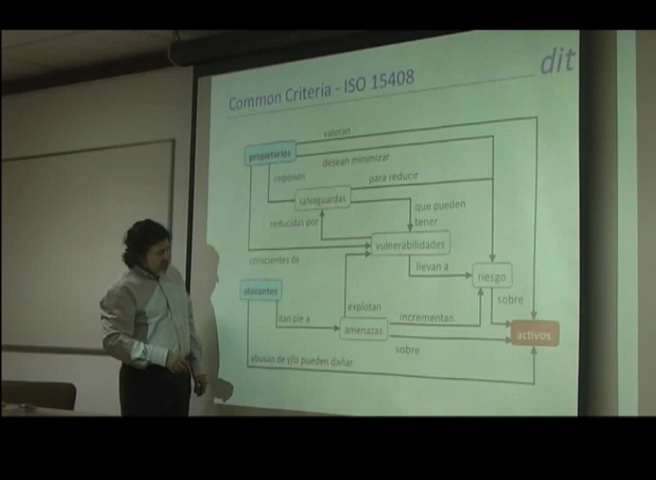 Common Criteria - ISO 15408
dit
valoran
propietarios
desean minimizar
imponen
para reducir
salvaguardas
que pueden
tener
reducidas por
vulnerabilidades
conscientes de
llevan a
riesgo
atacantes
sobre
explotan
dan pie a
incrementan
amenazas
activos
sobre
abusan de y/o pueden dañar